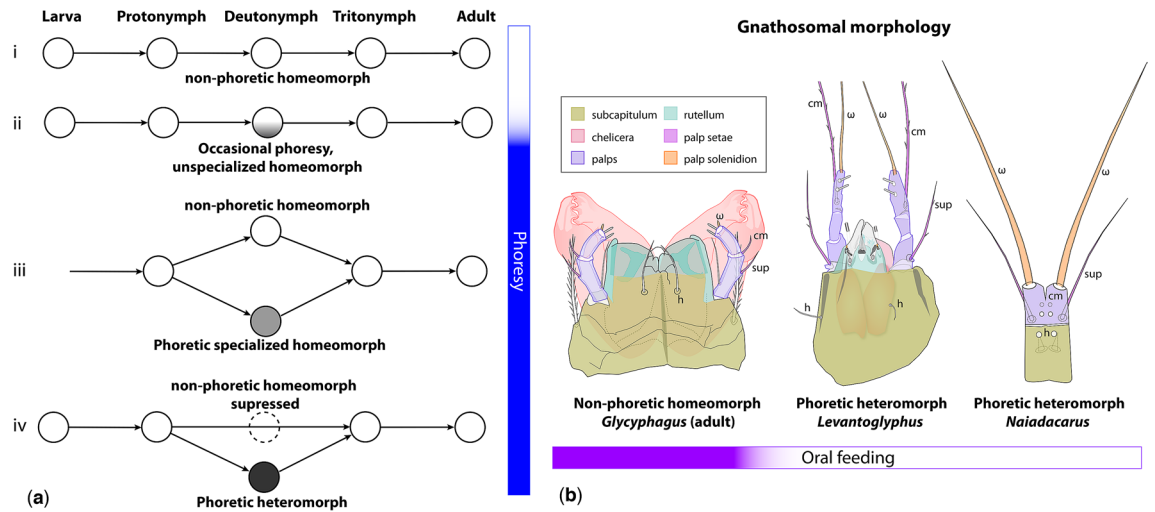 Larva Protonymph Deutonymph Tritonymph Adult
i
non-phoretic homeomorph
ii
Occasional phoresy,
unspecialized homeomorph
non-phoretic homeomorph
iii
Phoretic specialized homeomorph
non-phoretic homeomorph
supressed
iv
Phoretic heteromorph
(a)
Phoresy
Gnathosomal morphology
subcapitulum rutellum
chelicera palp setae
palps palp solenidion
ω
cm
sup
h
Non-phoretic homeomorph
Glycyphagus (adult)
cm ω ω cm
sup
h h
Phoretic heteromorph
Levantoglyphus
ω ω
sup
cm
h
Phoretic heteromorph
Naiadacarus
Oral feeding
(b)